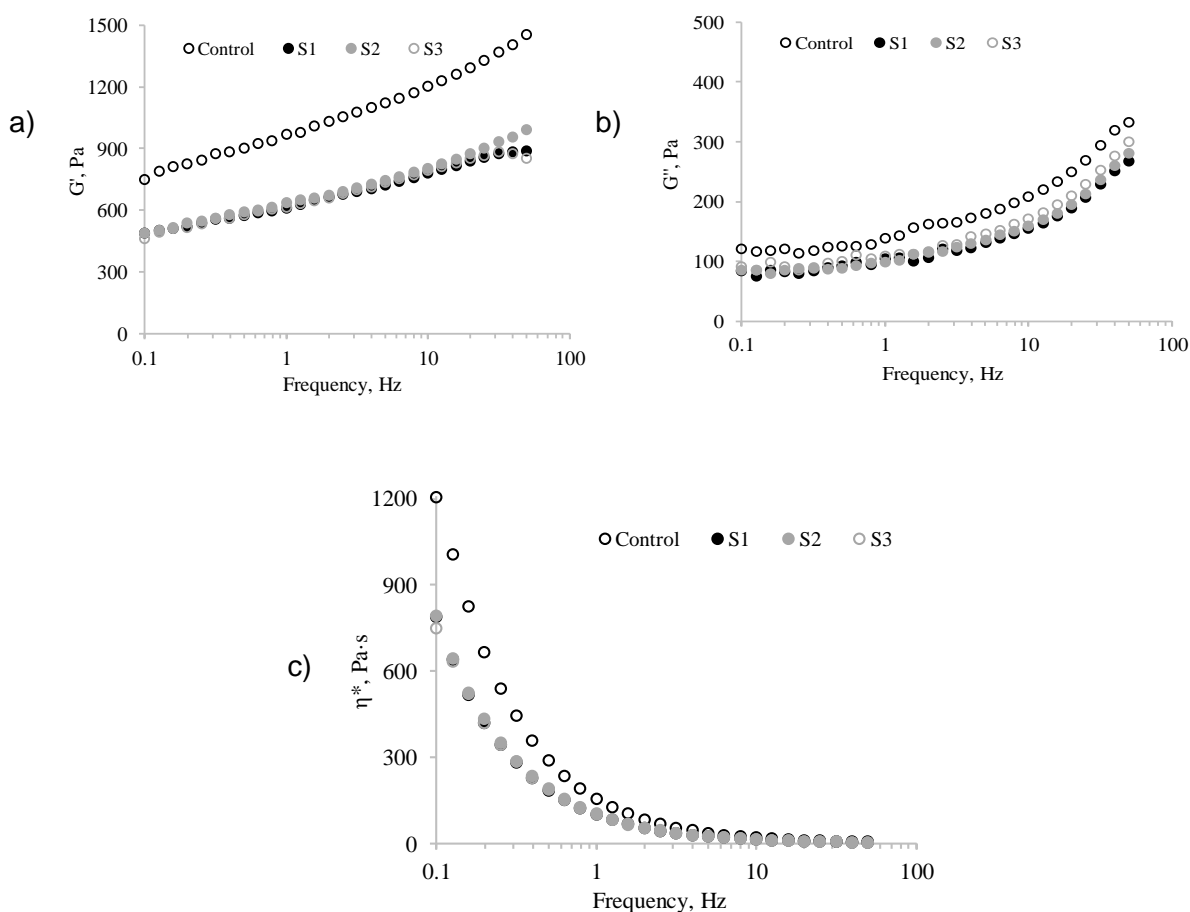 a)
1500
1200
900
600
300
0
G', Pa
Control S1 S2 S3
0.1 1 10 100
Frequency, Hz
b)
500
400
300
200
100
0
G'', Pa
Control S1 S2 S3
0.1 1 10 100
Frequency, Hz
c)
1200
900
600
300
0
η*, Pa·s
Control S1 S2 S3
0.1 1 10 100
Frequency, Hz